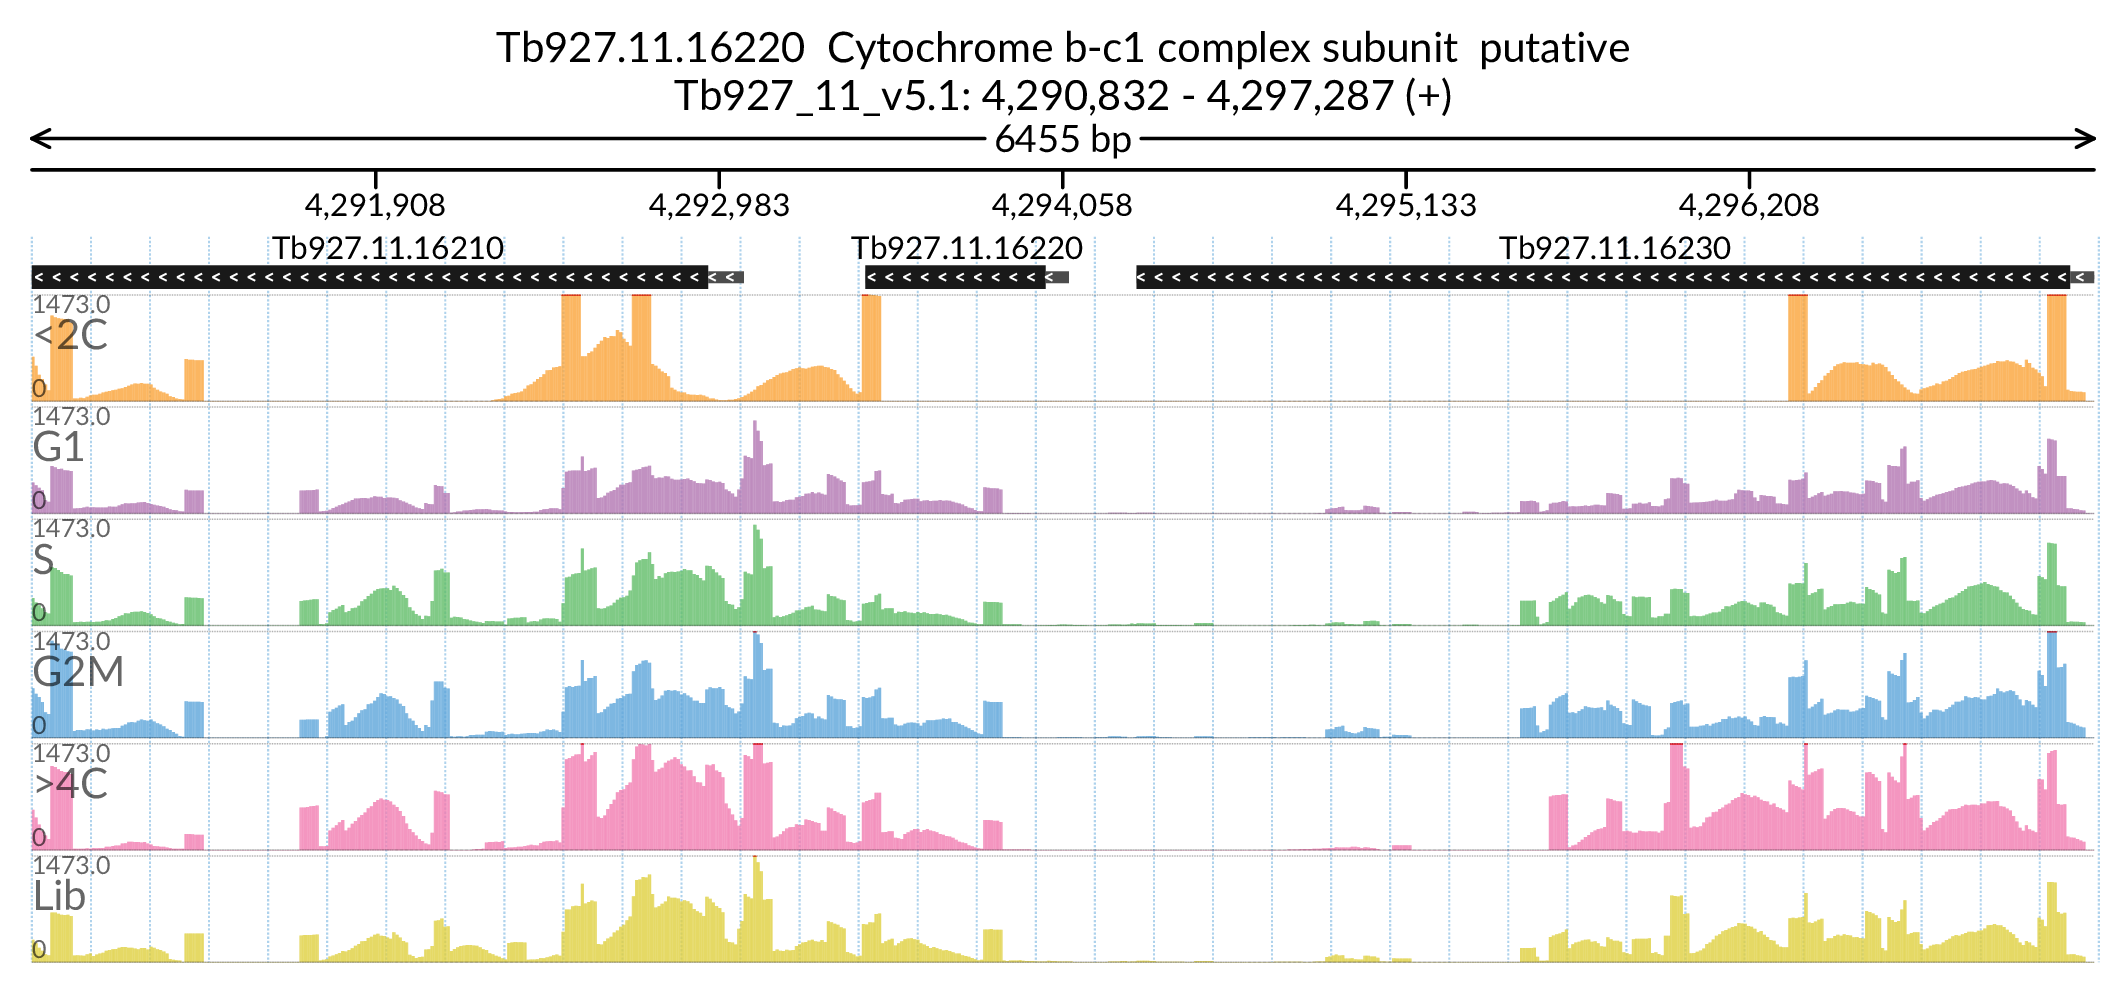 Tb927.11.16220 Cytochrome b-c1 complex subunit putative
Tb927_11_v5.1: 4,290,832 - 4,297,287 (+)
6455 bp
4,291,908 4,292,983 4,294,058 4,295,133 4,296,208
Tb927.11.16210 Tb927.11.16220 Tb927.11.16230
1473.0
<2C
0
1473.0
G1
0
1473.0
S
0
1473.0
G2M
0
1473.0
>4C
0
1473.0
Lib
0